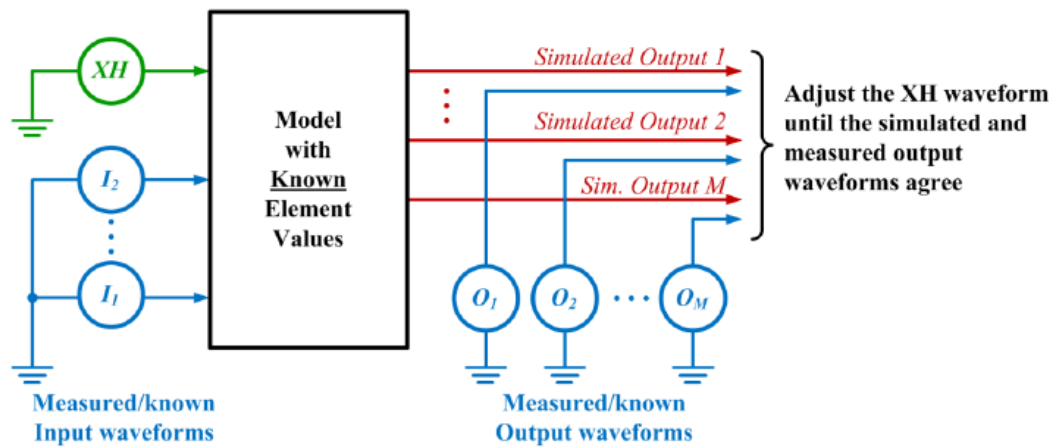 XH
I₂
I₁
Measured/known
Input waveforms
Model
with
Known
Element
Values
Simulated Output 1
Simulated Output 2
Sim. Output M
O₁
O₂
O_M
Measured/known
Output waveforms
Adjust the XH waveform
until the simulated and
measured output
waveforms agree